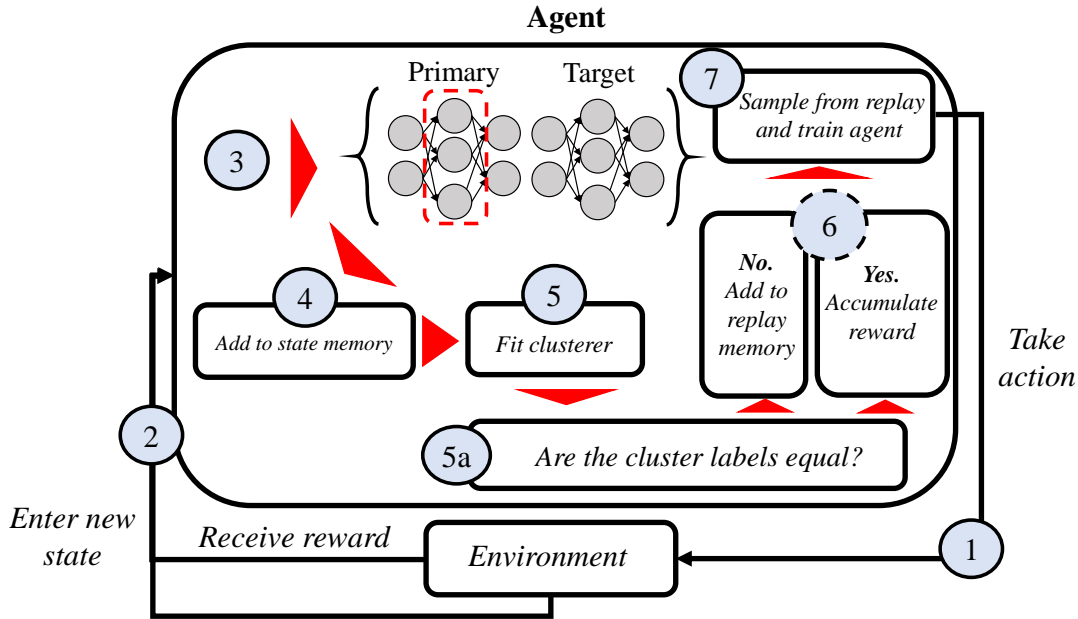 Agent
Primary
Target
7
Sample from replay
and train agent
3
6
No.
Add to
replay
memory
Yes.
Accumulate
reward
4
Add to state memory
5
Fit clusterer
Take
action
2
5a
Are the cluster labels equal?
Enter new
state
Receive reward
Environment
1